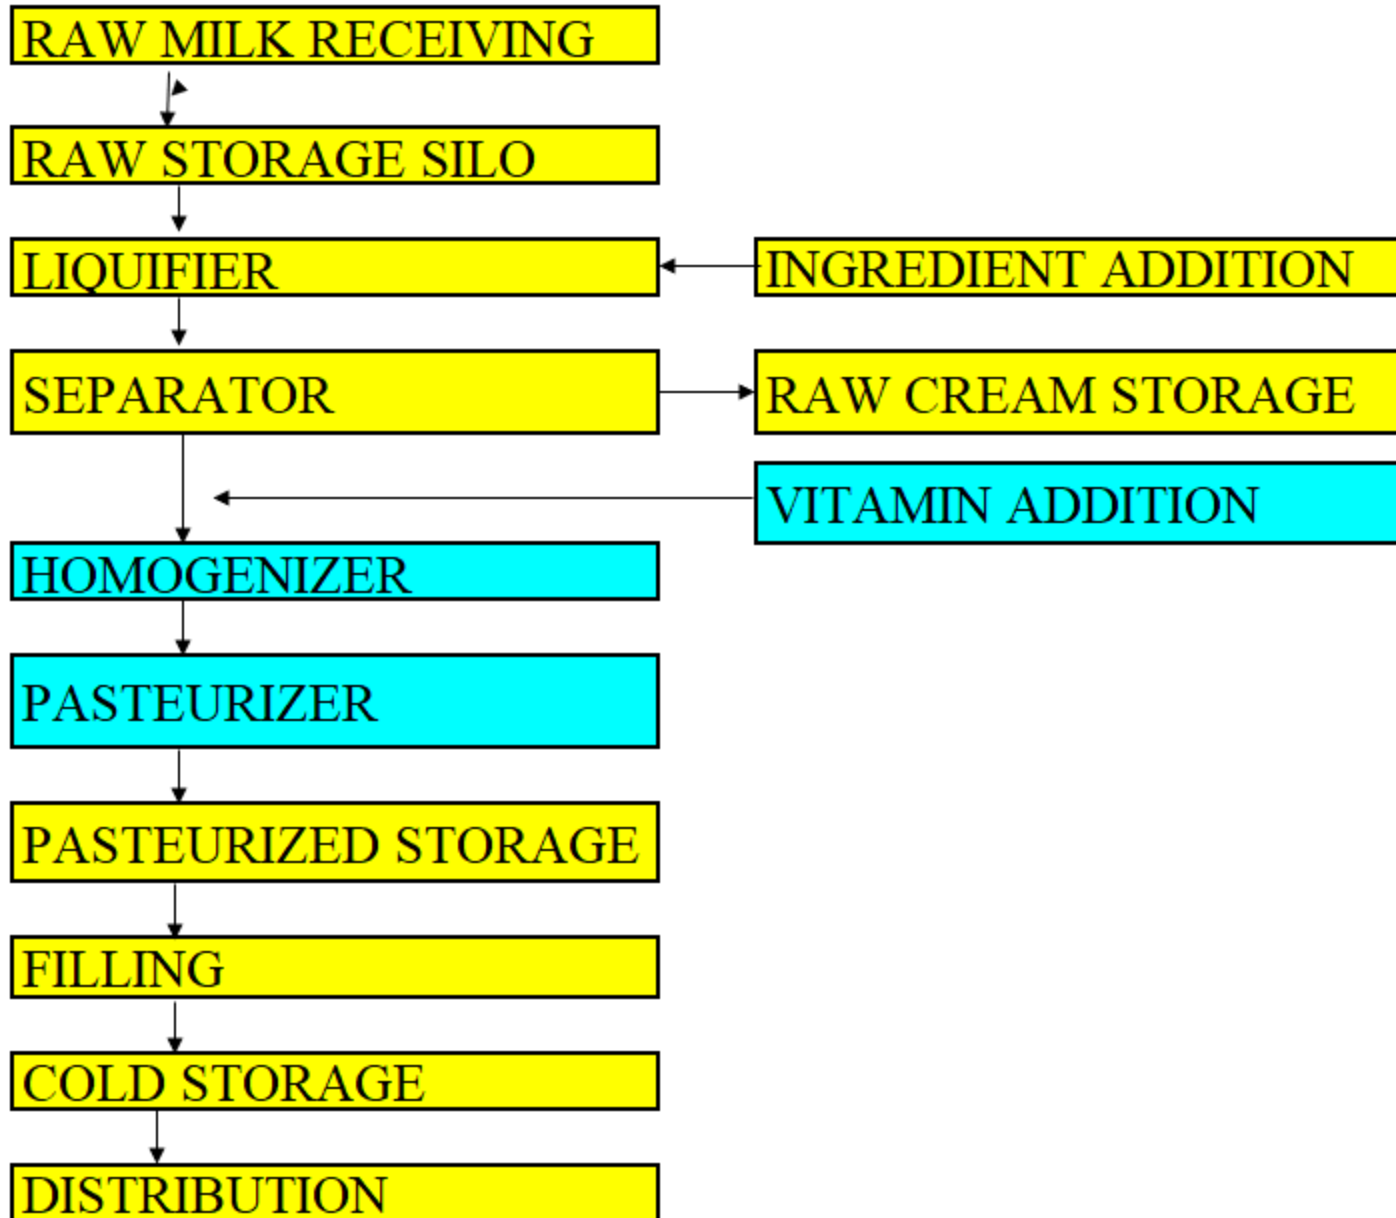 RAW MILK RECEIVING
RAW STORAGE SILO
LIQUIFIER
INGREDIENT ADDITION
SEPARATOR
RAW CREAM STORAGE
VITAMIN ADDITION
HOMOGENIZER
PASTEURIZER
PASTEURIZED STORAGE
FILLING
COLD STORAGE
DISTRIBUTION